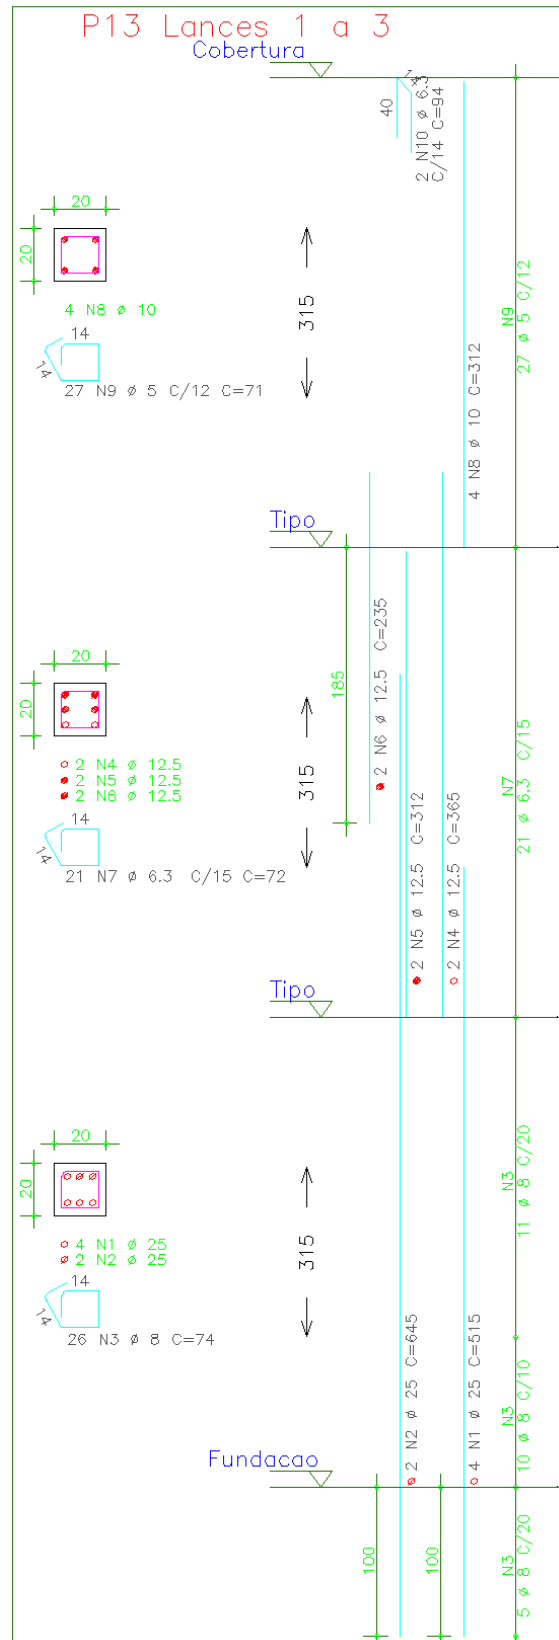 P13 Lances 1 a 3
Cobertura
14
40
2 N10 ø 6.3
C/14 C=94
20
20
4 N8 ø 10
14
14
27 N9 ø 5 C/12 C=71
315
4 N8 ø 10 C=312
N9
27 ø 5 C/12
Tipo
185
2 N6 ø 12.5 C=235
20
20
2 N4 ø 12.5
2 N5 ø 12.5
2 N6 ø 12.5
14
14
21 N7 ø 6.3 C/15 C=72
315
2 N5 ø 12.5 C=312
2 N4 ø 12.5 C=365
N7
21 ø 6.3 C/15
Tipo
20
20
4 N1 ø 25
2 N2 ø 25
14
14
26 N3 ø 8 C=74
315
2 N2 ø 25 C=645
4 N1 ø 25 C=515
N3
11 ø 8 C/20
N3
10 ø 8 C/10
Fundacao
100
100
N3
5 ø 8 C/20